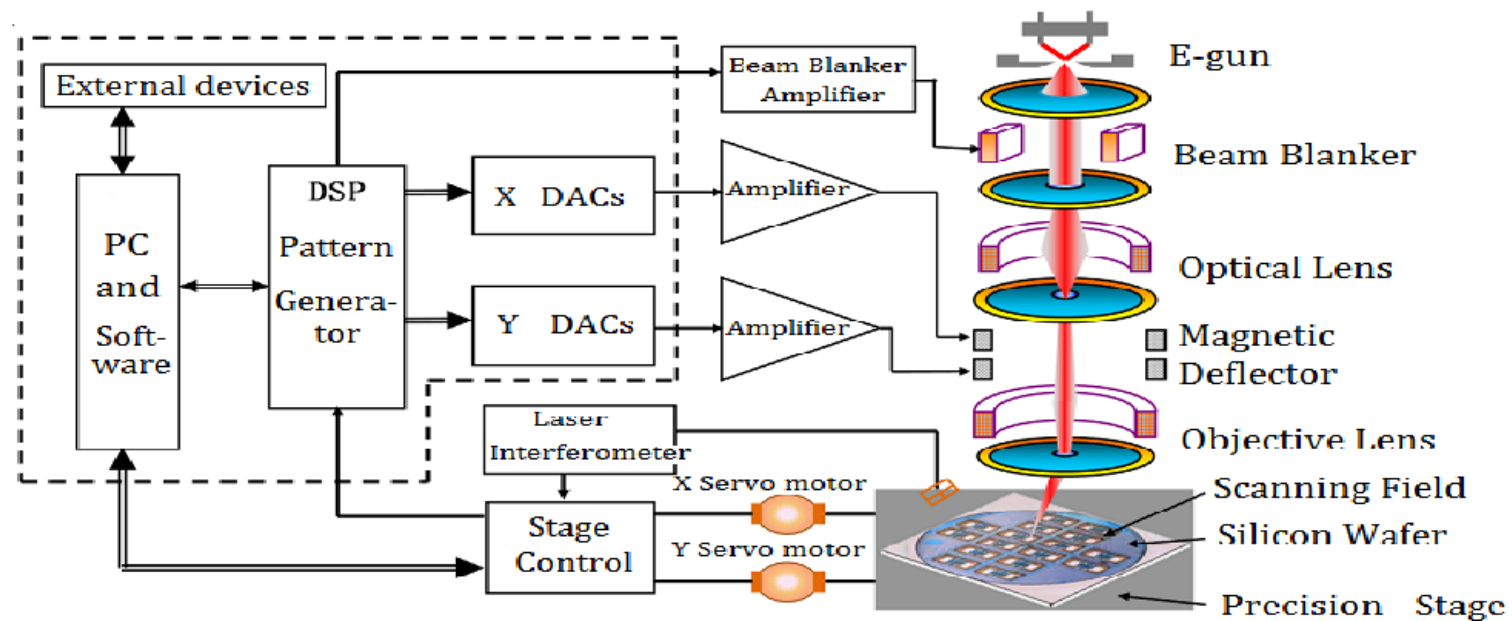 External devices
PC
and
Soft-
ware
DSP
Pattern
Genera-
tor
X DACs
Y DACs
Beam Blanker
Amplifier
Amplifier
Amplifier
Laser
Interferometer
Stage
Control
X Servo motor
Y Servo motor
E-gun
Beam Blanker
Optical Lens
Magnetic
Deflector
Objective Lens
Scanning Field
Silicon Wafer
Precision Stage